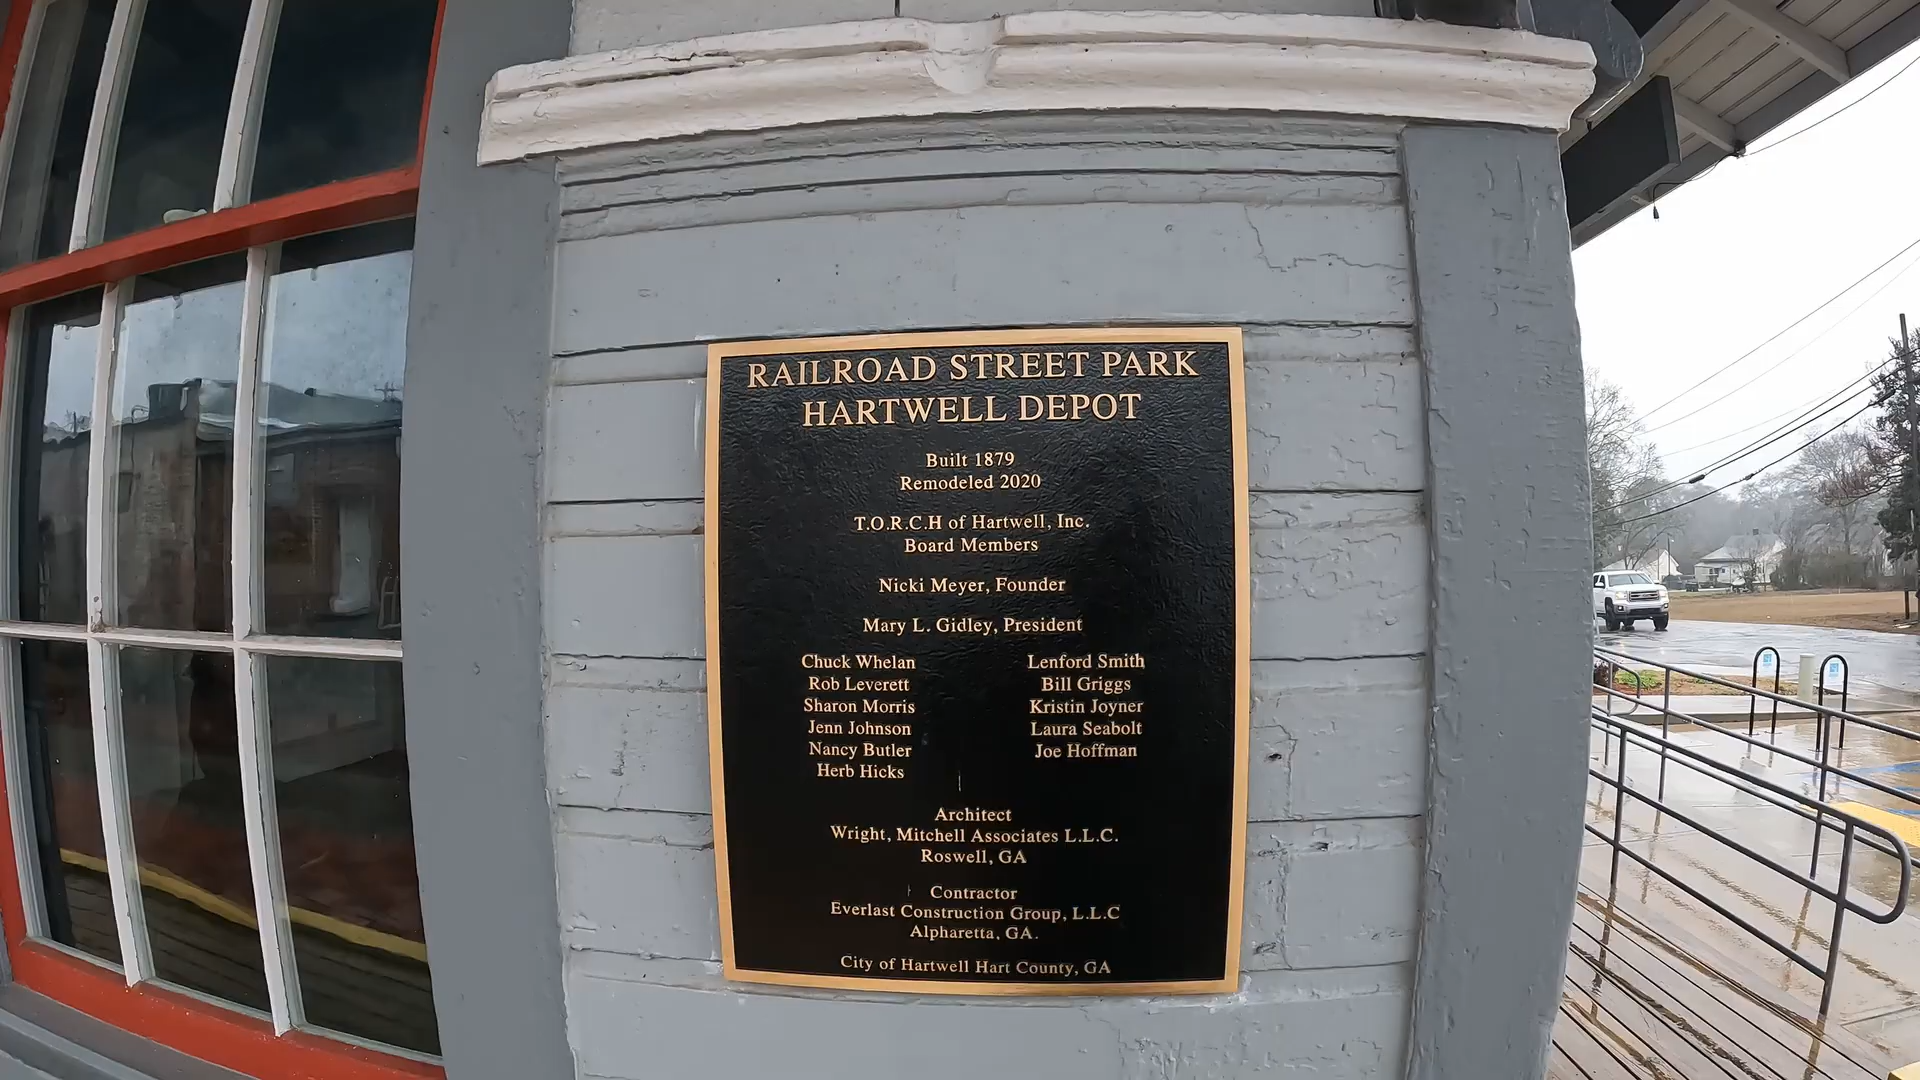 RAILROAD STREET PARK
HARTWELL DEPOT
Built 1879
Remodeled 2020
T.O.R.C.H of Hartwell, Inc.
Board Members
Nicki Meyer, Founder
Mary L. Gidley, President
Chuck Whelan
Rob Leverett
Sharon Morris
Jenn Johnson
Nancy Butler
Herb Hicks
Lenford Smith
Bill Griggs
Kristin Joyner
Laura Seabolt
Joe Hoffman
Architect
Wright, Mitchell Associates L.L.C.
Roswell, GA
Contractor
Everlast Construction Group, L.L.C
Alpharetta, GA.
City of Hartwell Hart County, GA